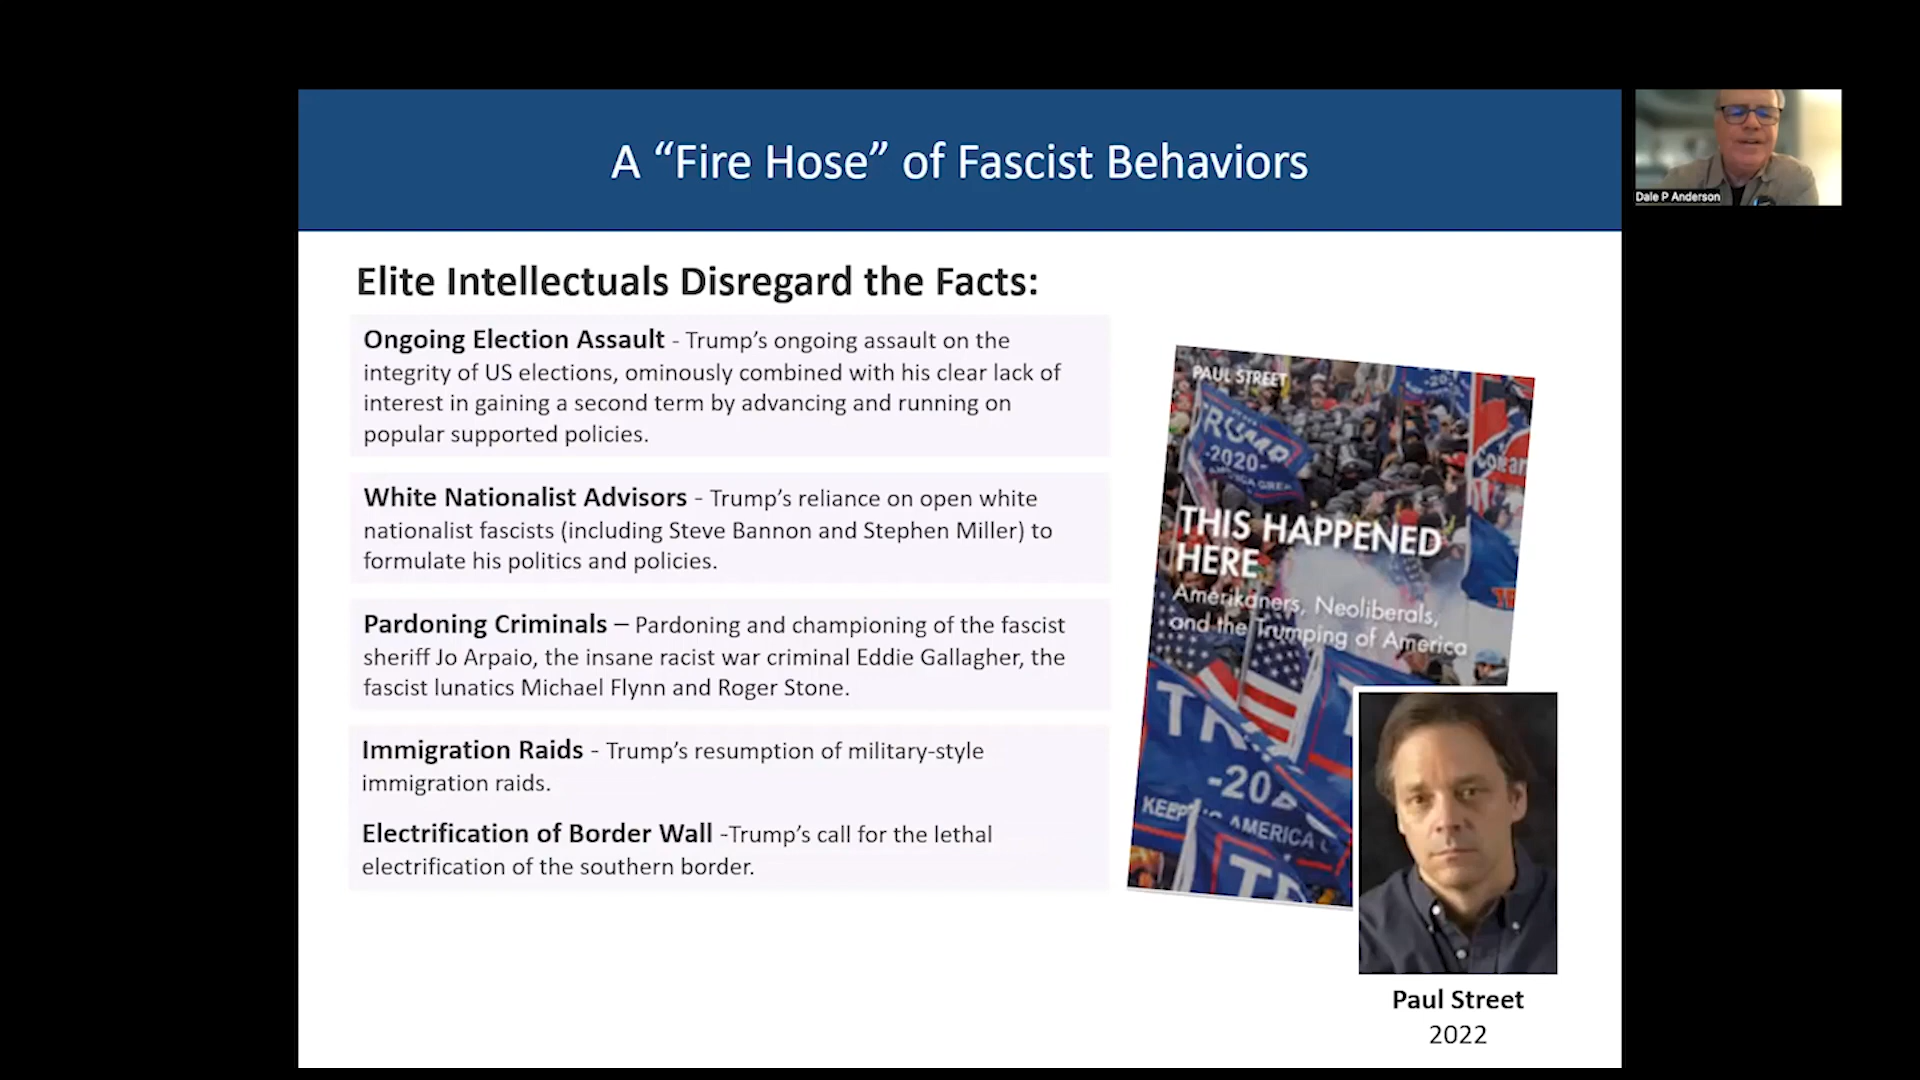 A “Fire Hose” of Fascist Behaviors
Dale P Anderson
Elite Intellectuals Disregard the Facts:
Ongoing Election Assault - Trump’s ongoing assault on the
integrity of US elections, ominously combined with his clear lack of
interest in gaining a second term by advancing and running on
popular supported policies.
White Nationalist Advisors - Trump’s reliance on open white
nationalist fascists (including Steve Bannon and Stephen Miller) to
formulate his politics and policies.
Pardoning Criminals – Pardoning and championing of the fascist
sheriff Jo Arpaio, the insane racist war criminal Eddie Gallagher, the
fascist lunatics Michael Flynn and Roger Stone.
Immigration Raids - Trump’s resumption of military-style
immigration raids.
Electrification of Border Wall -Trump’s call for the lethal
electrification of the southern border.
PAUL STREET
TRUMP
-2020-
THIS HAPPENED
HERE
Amerikaners, Neoliberals,
and the Trumping of America
KEEP AMERICA
Paul Street
2022